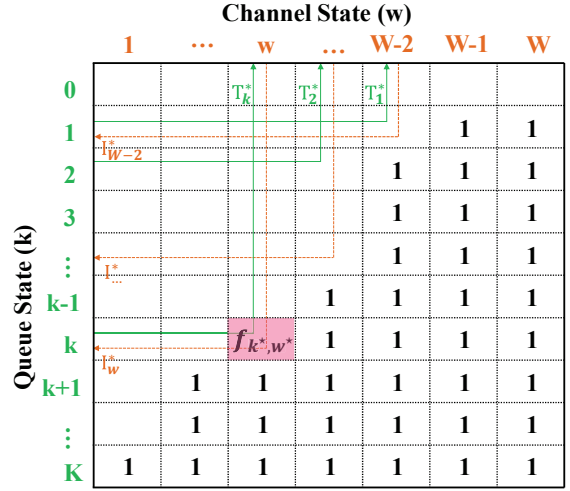 Channel State (w)
1 ... w ... W-2 W-1 W
Queue State (k)
0 T*k T*2 T*1
1 1 1
I*W−2
2 1 1 1
3 1 1 1
⋮ 1 1 1
I*...
k-1 1 1 1 1
k fk*,w* 1 1 1 1
I*w
k+1 1 1 1 1 1 1
⋮ 1 1 1 1 1 1
K 1 1 1 1 1 1 1